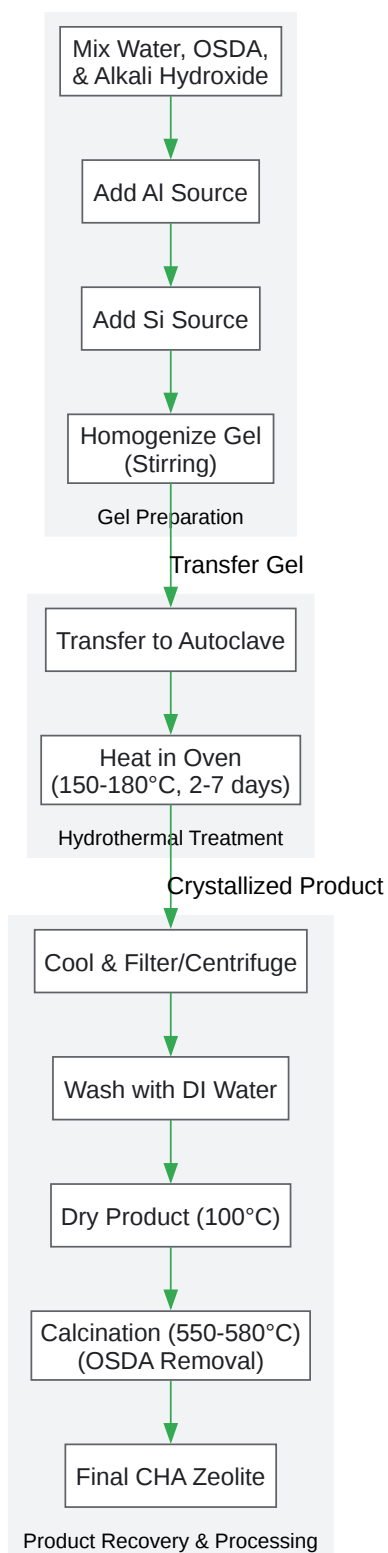 Mix Water, OSDA,
& Alkali Hydroxide
Add Al Source
Add Si Source
Homogenize Gel
(Stirring)
Gel Preparation
Transfer Gel
Transfer to Autoclave
Heat in Oven
(150-180°C, 2-7 days)
Hydrothermal Treatment
Crystallized Product
Cool & Filter/Centrifuge
Wash with DI Water
Dry Product (100°C)
Calcination (550-580°C)
(OSDA Removal)
Final CHA Zeolite
Product Recovery & Processing